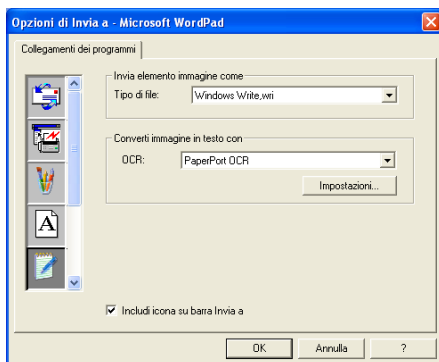 Opzioni di Invia a - Microsoft WordPad
Collegamenti dei programmi
Invia elemento immagine come
Tipo di file: Windows Write,wri
Converti immagine in testo con
OCR: PaperPort OCR
Impostazioni...
A
Includi icona su barra Invia a
OK Annulla ?